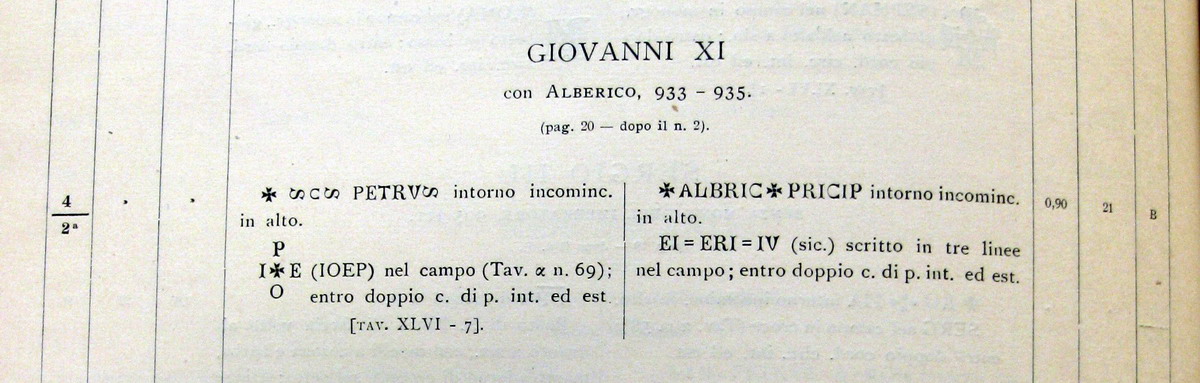 GIOVANNI XI
con ALBERICO, 933 - 935.
(pag. 20 — dopo il n. 2).
4
2ª
✠ ᔕCᔕ PETRVᔕ intorno incominc.
in alto.
P
I✠E (IOEP) nel campo (Tav. α n. 69);
O entro doppio c. di p. int. ed est.
[TAV. XLVI - 7].
✠ALBRIC✠PRICIP intorno incominc.
in alto.
EI = ERI = IV (sic.) scritto in tre linee
nel campo; entro doppio c. di p. int. ed est.
0,90
21
B